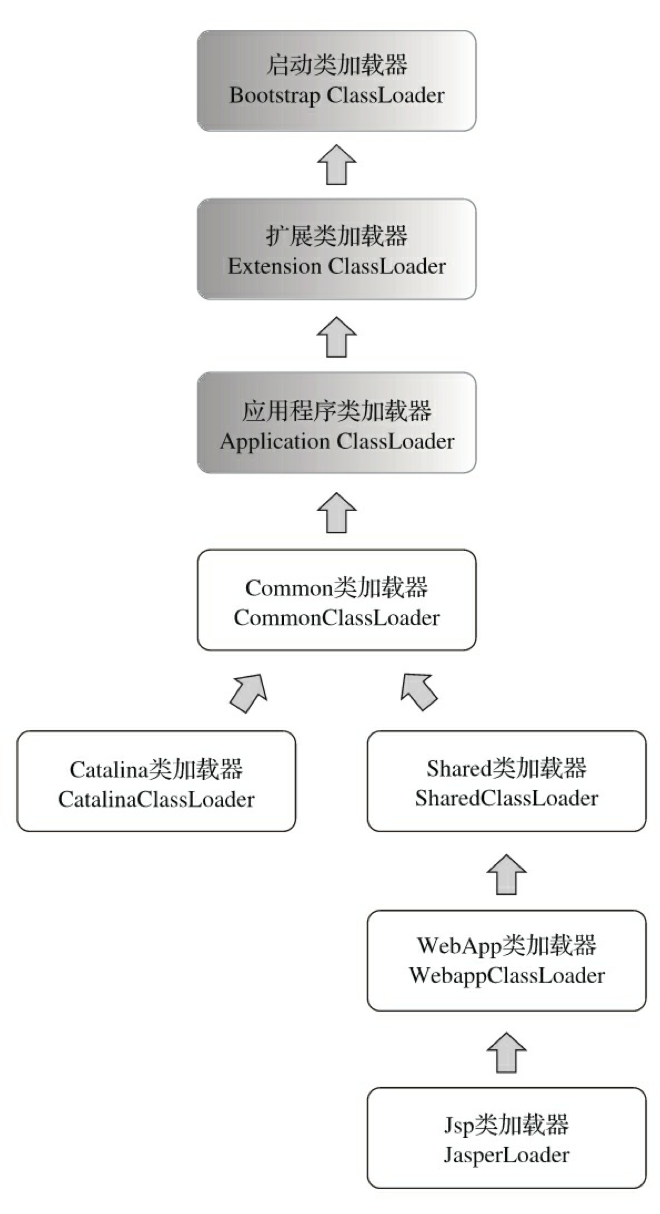 启动类加载器
Bootstrap ClassLoader
扩展类加载器
Extension ClassLoader
应用程序类加载器
Application ClassLoader
Common类加载器
CommonClassLoader
Catalina类加载器
CatalinaClassLoader
Shared类加载器
SharedClassLoader
WebApp类加载器
WebappClassLoader
Jsp类加载器
JasperLoader